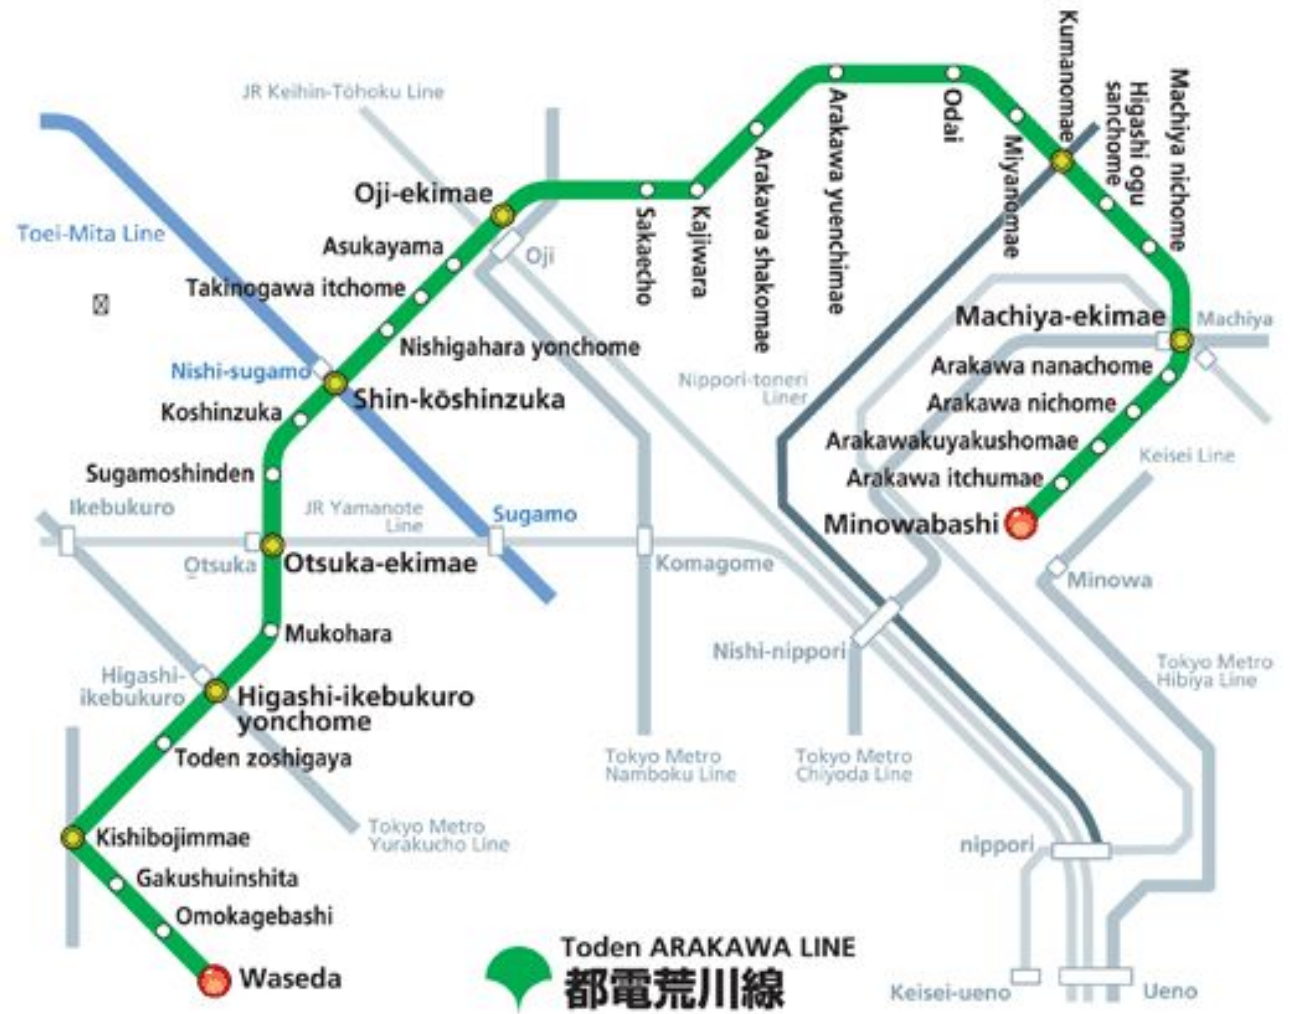 JR Keihin-Tōhoku Line
Toei-Mita Line
Oji-ekimae
Oji
Asukayama
Takinogawa itchome
Nishigahara yonchome
Nishi-sugamo
Shin-kōshinzuka
Koshinzuka
Sugamoshinden
Ikebukuro
JR Yamanote
Line
Sugamo
Otsuka
Otsuka-ekimae
Komagome
Mukohara
Higashi-
ikebukuro
Higashi-ikebukuro
yonchome
Toden zoshigaya
Kishibojimmae
Gakushuinshita
Omokagebashi
Waseda
Tokyo Metro
Yurakucho Line
Tokyo Metro
Namboku Line
Tokyo Metro
Chiyoda Line
Sakaecho
Kajiwara
Arakawa shakomae
Arakawa yuenchimae
Odai
Miyanomae
Kumanomae
Higashi ogu
sanchome
Machiya nichome
Machiya-ekimae
Machiya
Nippori-toneri
Liner
Arakawa nanachome
Arakawa nichome
Arakawakuyakushomae
Arakawa itchumae
Minowabashi
Keisei Line
Minowa
Nishi-nippori
Tokyo Metro
Hibiya Line
nippori
Keisei-ueno
Ueno
Toden ARAKAWA LINE
都電荒川線